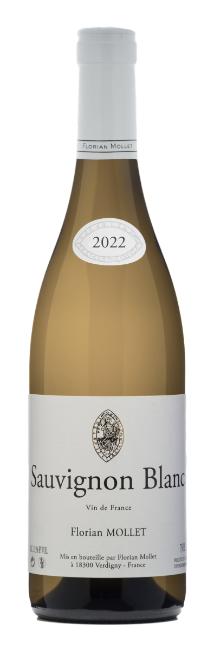 FLORIAN MOLLET
2022
Sauvignon Blanc
Vin de France
Florian MOLLET
Mis en bouteille par Florian Mollet
à 18300 Verdigny - France